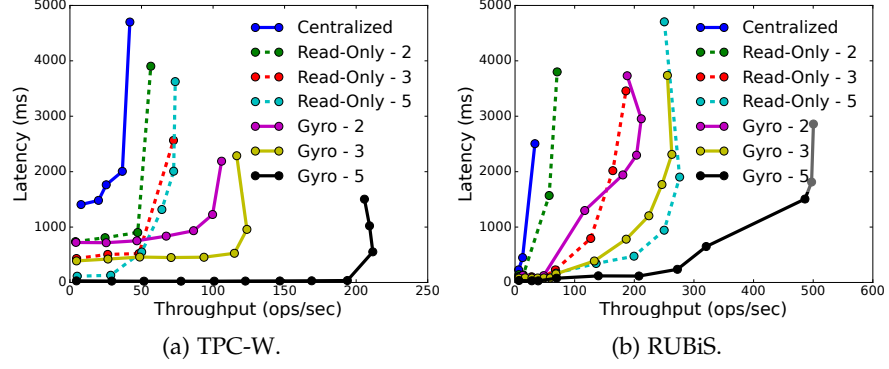 5000
4000
3000
2000
1000
0
0
50
100
150
200
250
Latency (ms)
Throughput (ops/sec)
Centralized
Read-Only - 2
Read-Only - 3
Read-Only - 5
Gyro - 2
Gyro - 3
Gyro - 5
(a) TPC-W.
5000
4000
3000
2000
1000
0
0
100
200
300
400
500
600
Latency (ms)
Throughput (ops/sec)
Centralized
Read-Only - 2
Read-Only - 3
Read-Only - 5
Gyro - 2
Gyro - 3
Gyro - 5
(b) RUBiS.